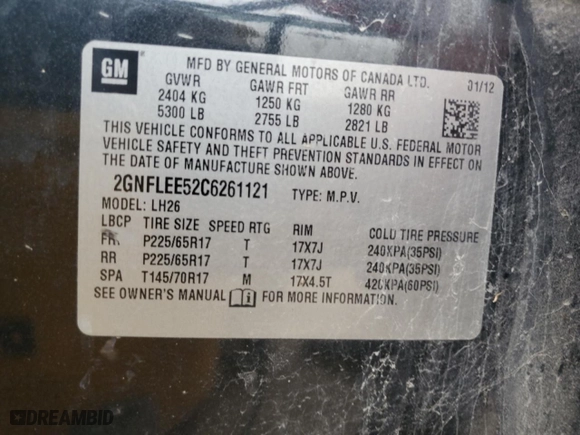 GM
MFD BY GENERAL MOTORS OF CANADA LTD. 01/12
GVWR GAWR FRT GAWR RR
2404 KG 1250 KG 1280 KG
5300 LB 2755 LB 2821 LB
THIS VEHICLE CONFORMS TO ALL APPLICABLE U.S. FEDERAL MOTOR
VEHICLE SAFETY AND THEFT PREVENTION STANDARDS IN EFFECT ON
THE DATE OF MANUFACTURE SHOWN ABOVE.
2GNFLEE52C6261121 TYPE: M.P.V.
MODEL: LH26
LBCP TIRE SIZE SPEED RTG RIM COLD TIRE PRESSURE
FR P225/65R17 T 17X7J 240KPA(35PSI)
RR P225/65R17 T 17X7J 240KPA(35PSI)
SPA T145/70R17 M 17X4.5T 420KPA(60PSI)
SEE OWNER'S MANUAL FOR MORE INFORMATION.
DREAMBID